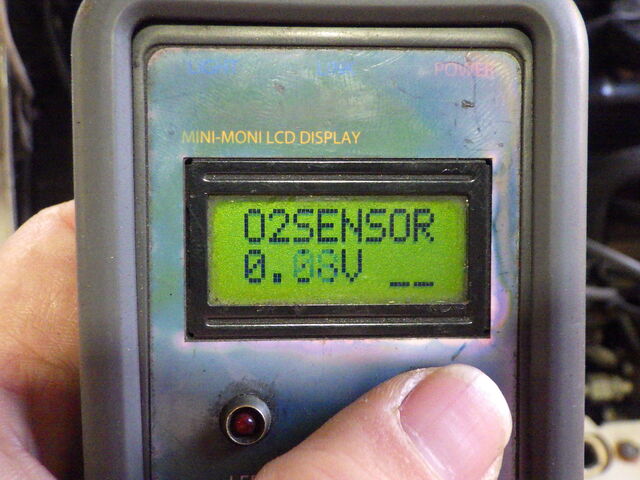 POWER
MINI-MONI LCD DISPLAY
O2SENSOR
0.08V __